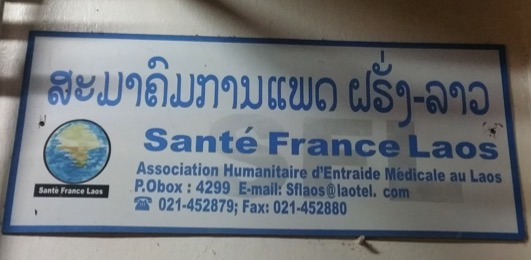 ສະມາຄົມການແພດ ຝຣັ່ງ-ລາວ
Santé France Laos
Association Humanitaire d'Entraide Médicale au Laos
P.Obox : 4299 E-mail: Sflaos@laotel. com
☎ 021-452879; Fax: 021-452880
Santè France Laos